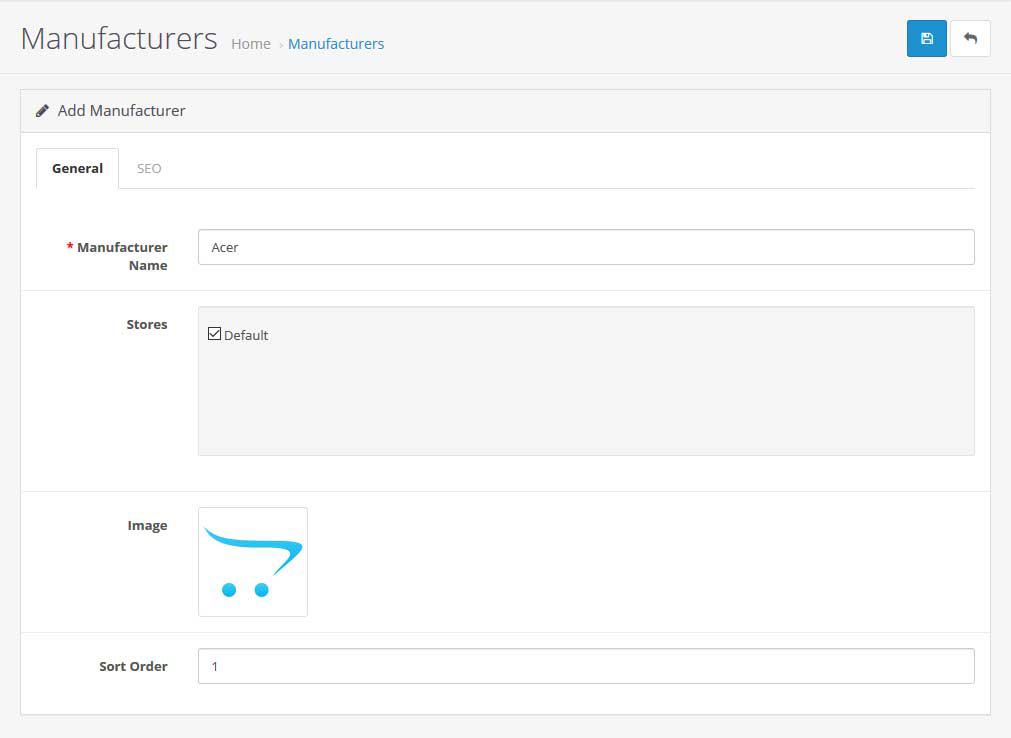 Manufacturers Home › Manufacturers
Add Manufacturer
General SEO
* Manufacturer
Name
Acer
Stores
Default
Image
Sort Order
1